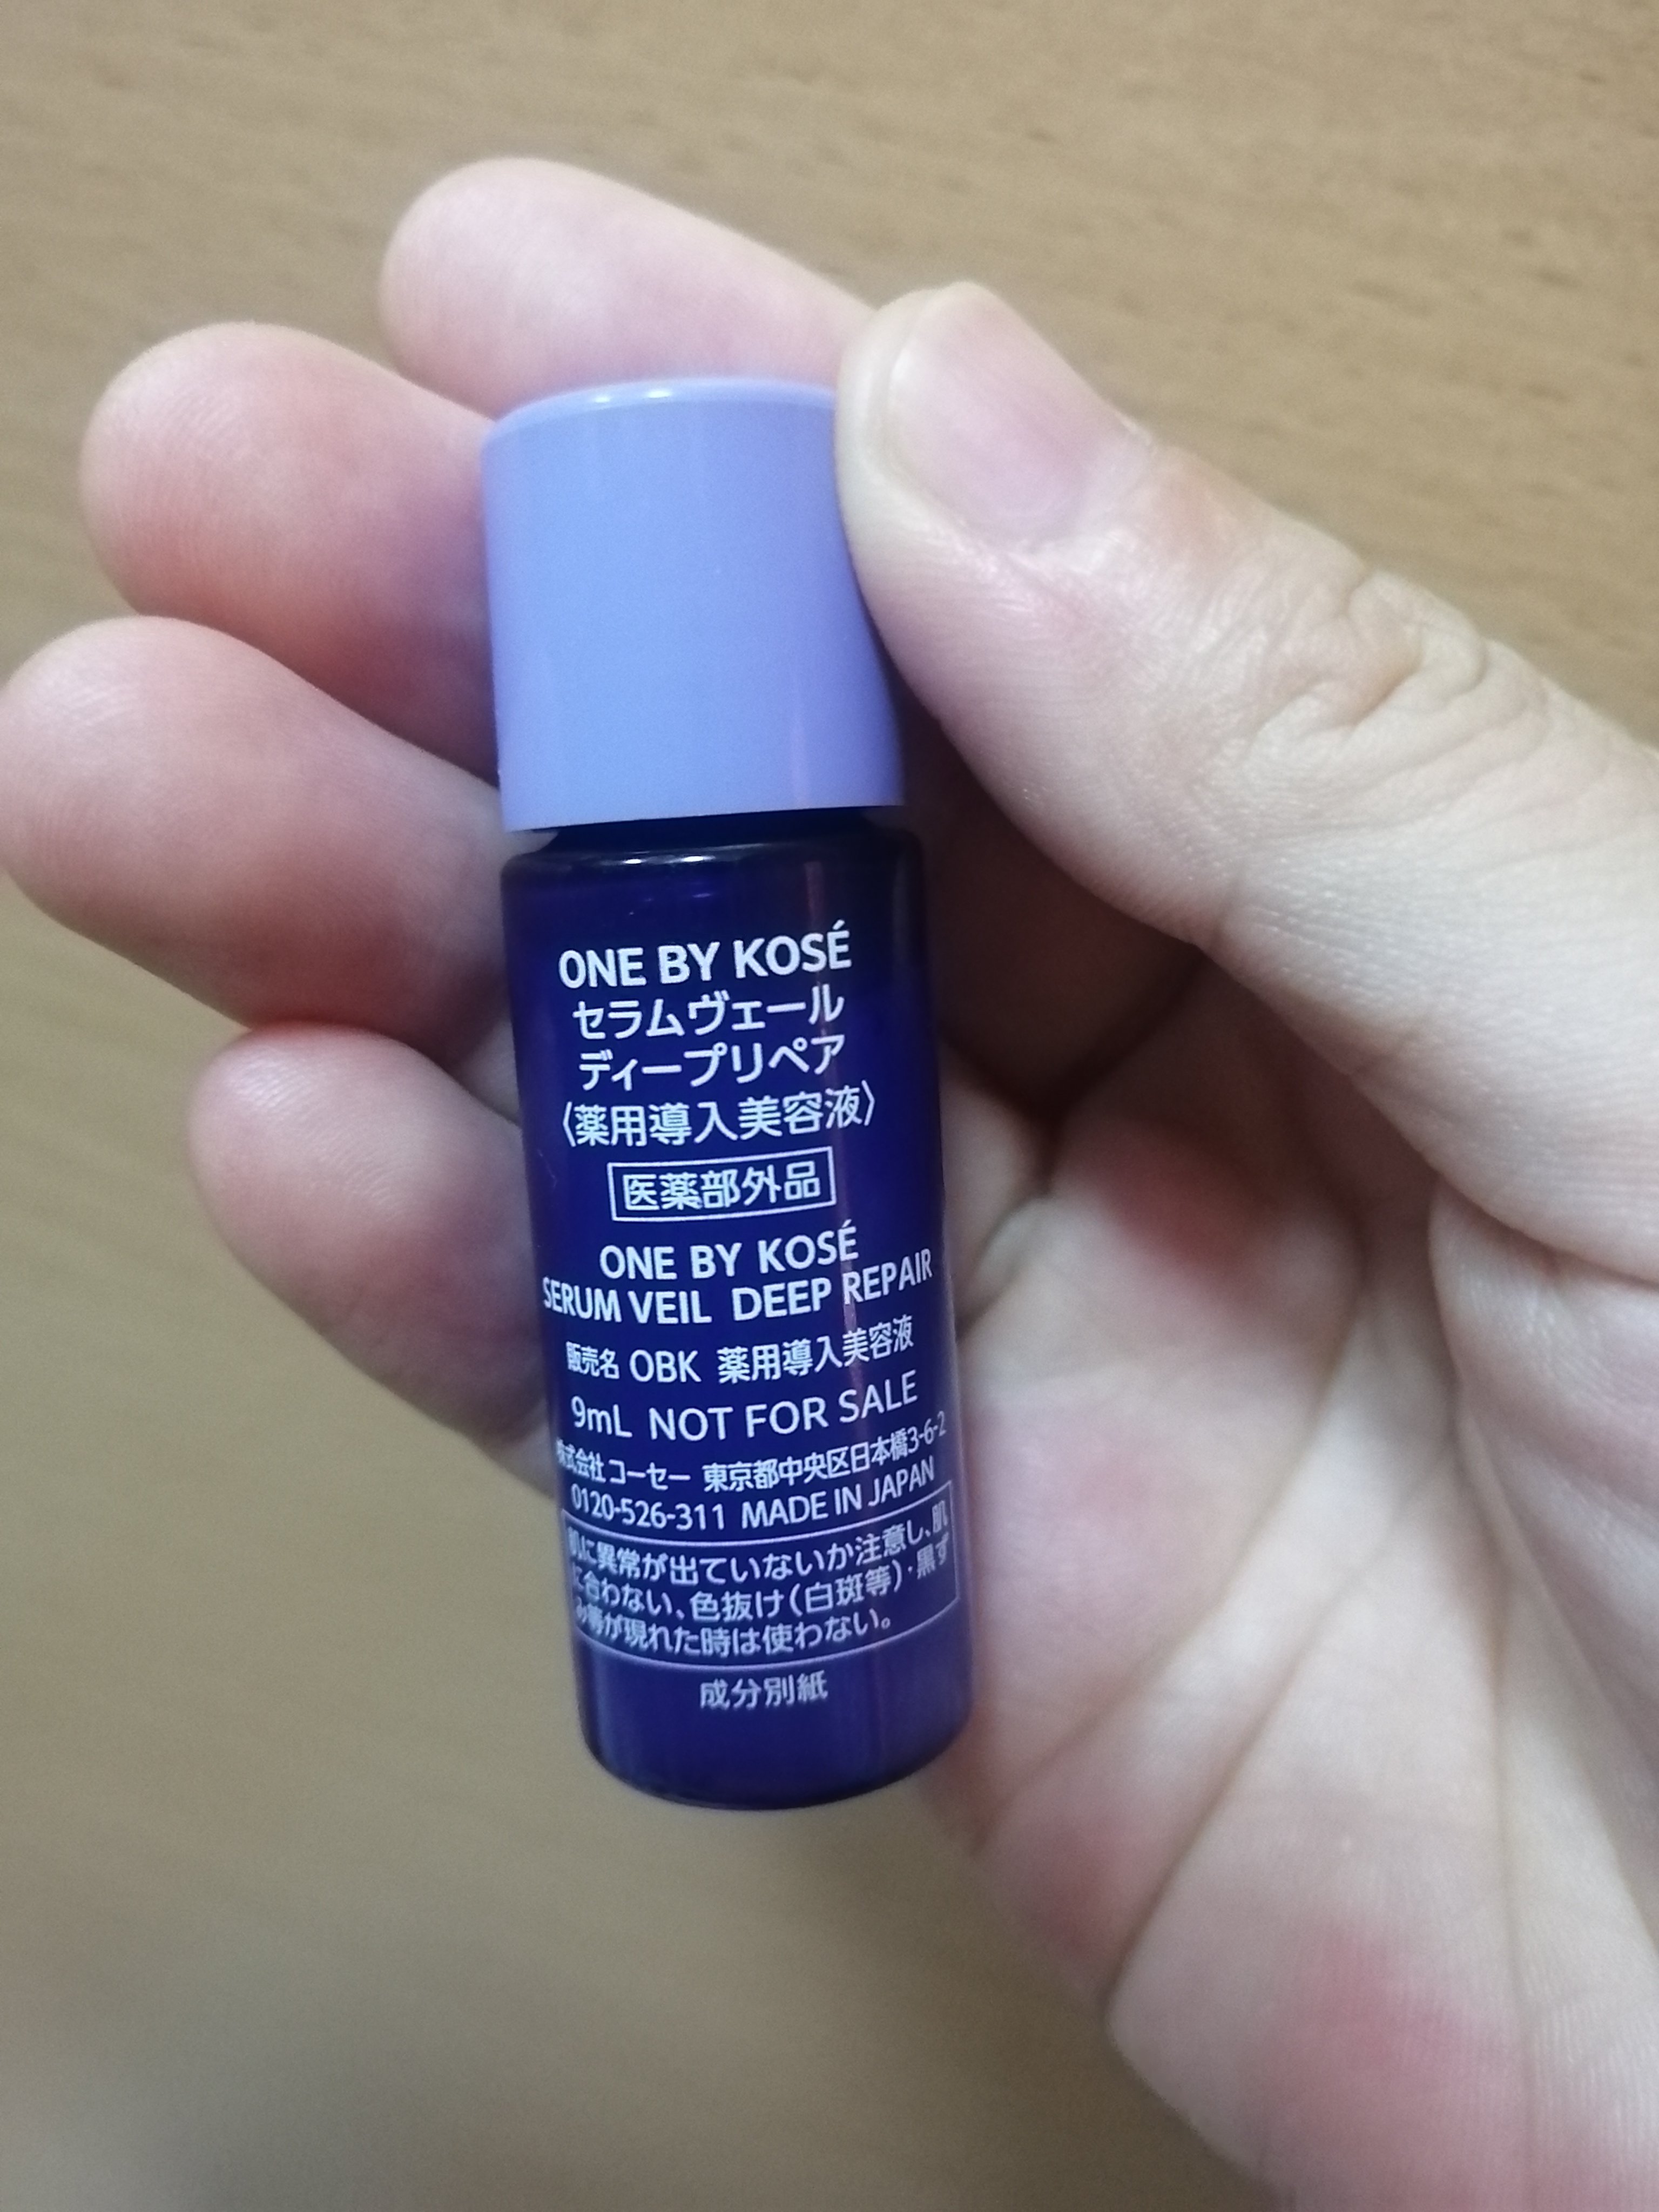 ONE BY KOSÉ
セラムヴェール
ディープリペア
〈薬用導入美容液〉
医薬部外品
ONE BY KOSÉ
SERUM VEIL DEEP REPAIR
販売名 OBK 薬用導入美容液
9mL NOT FOR SALE
株式会社 コーセー 東京都中央区日本橋3-6-2
0120-526-311 MADE IN JAPAN
肌に異常が出ていないか注意し、肌
に合わない、色抜け(白斑等)・黒ず
み等が現れた時は使わない。
成分別紙